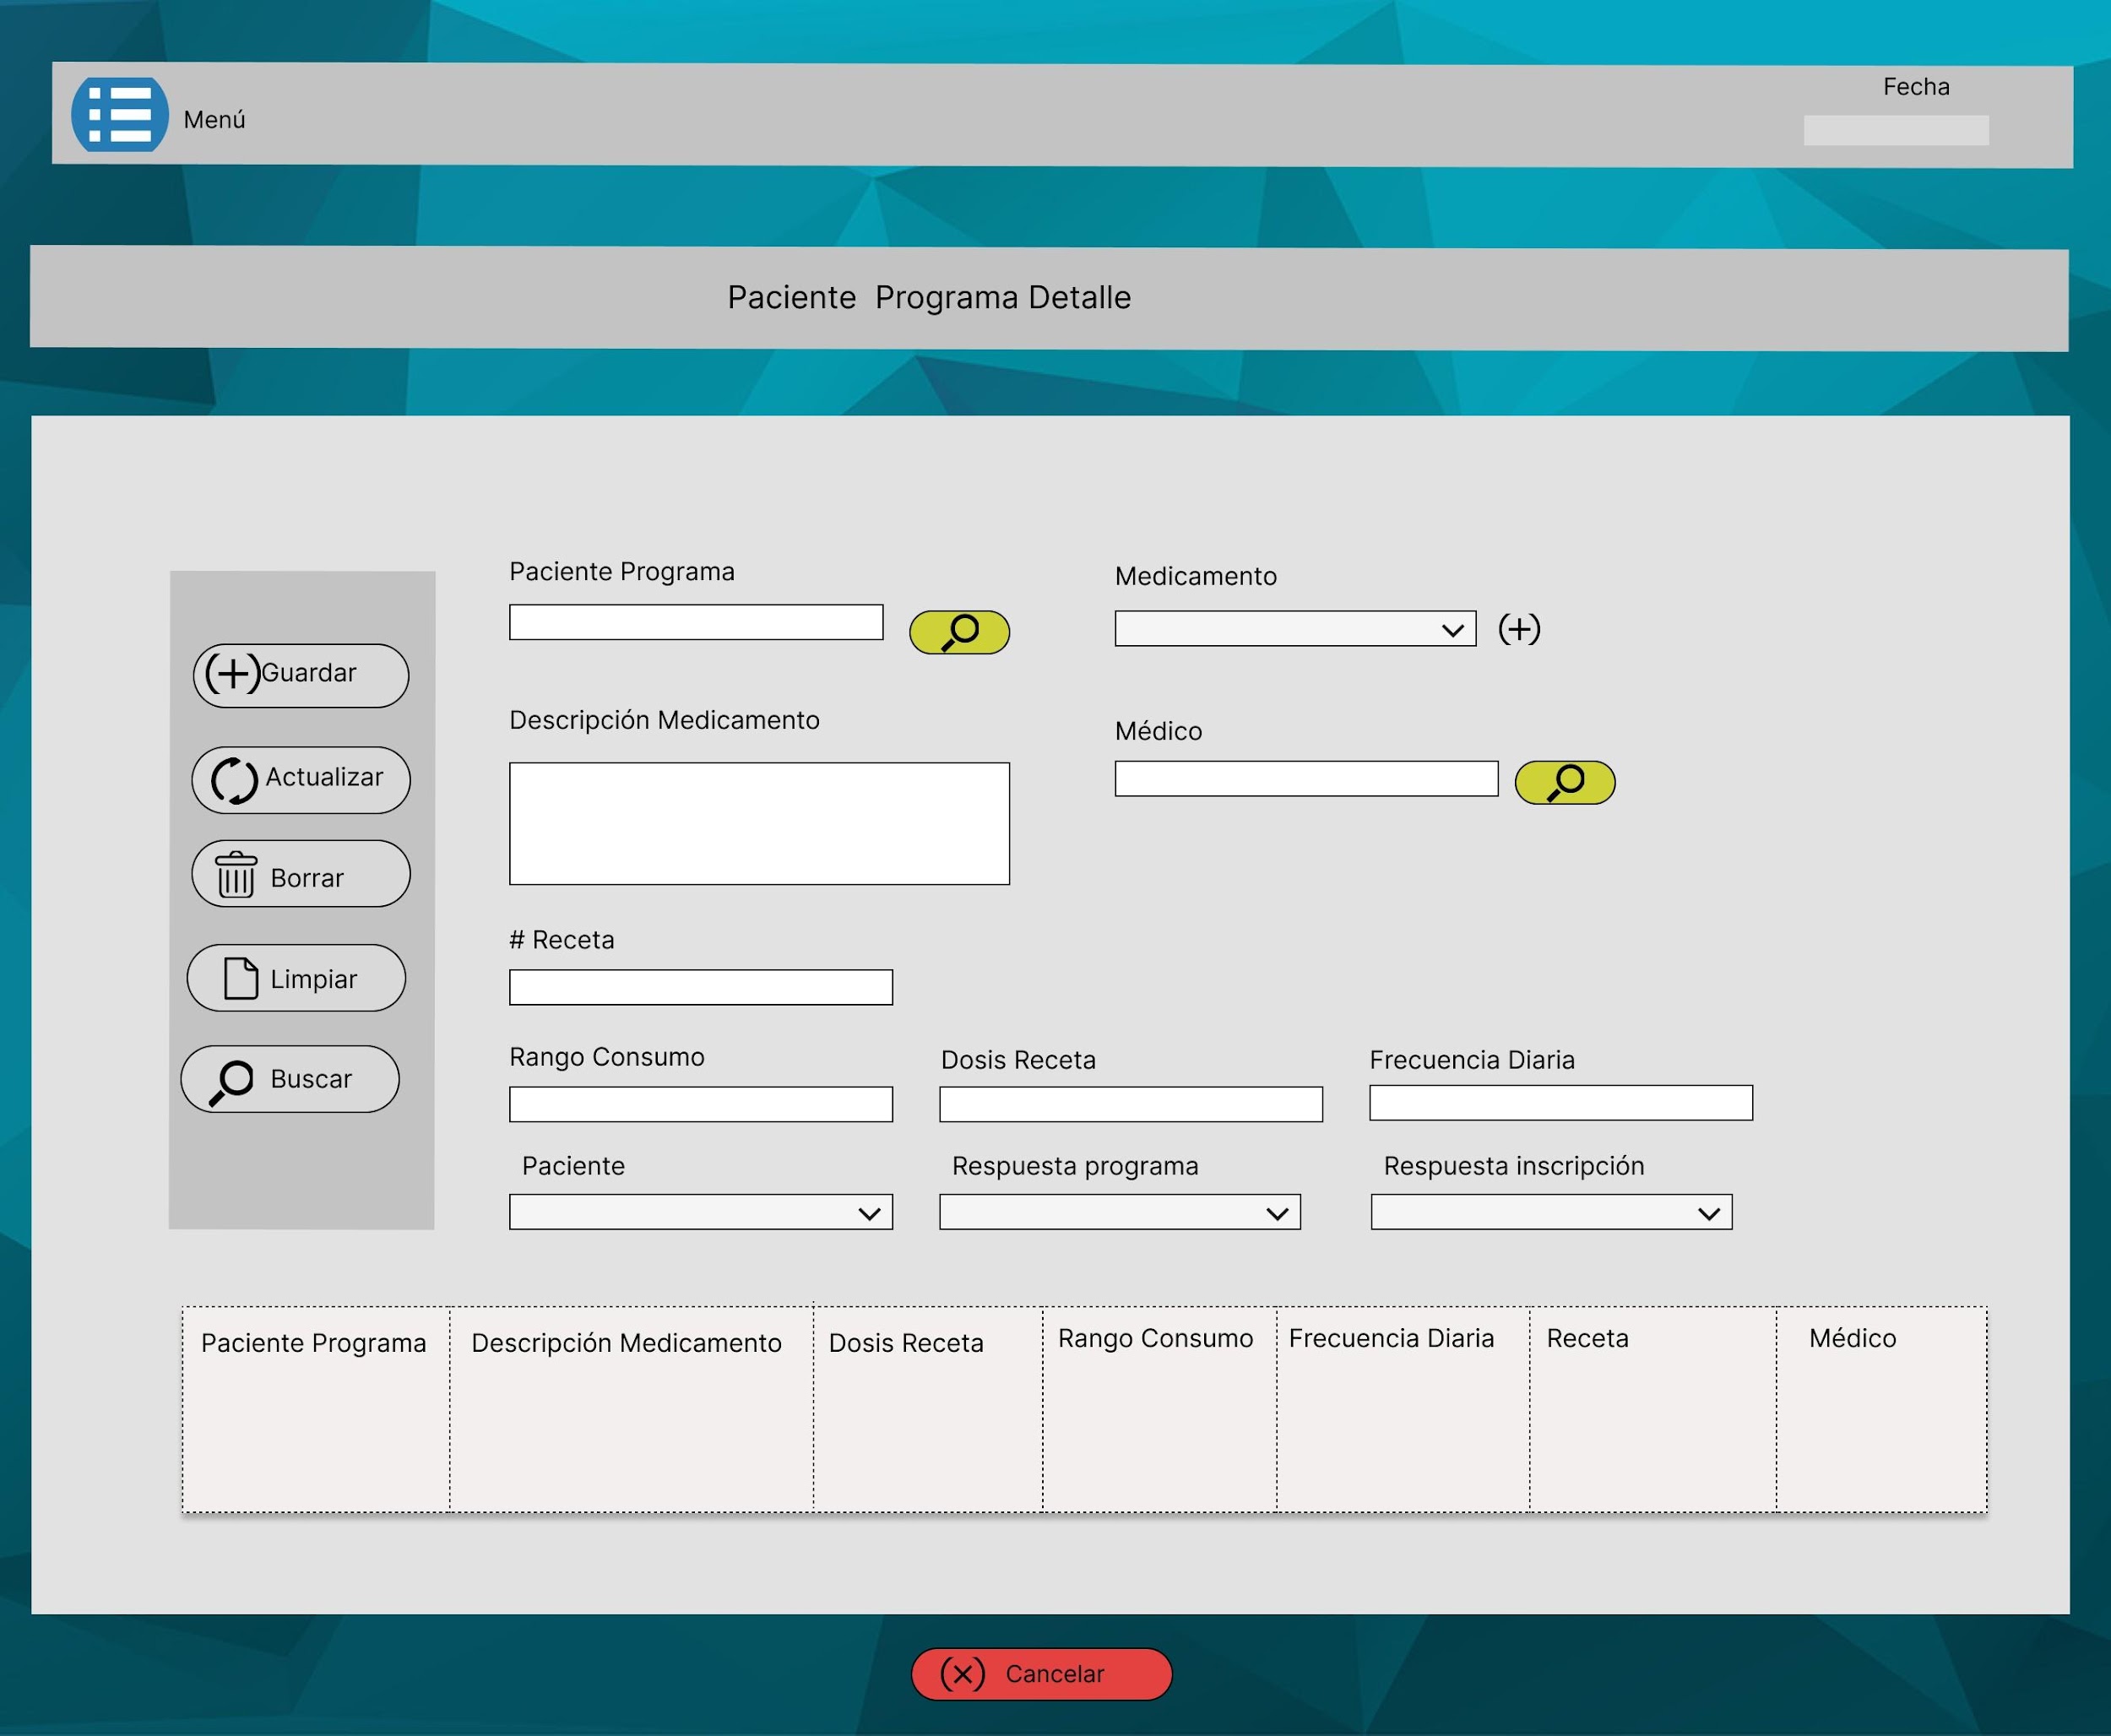 Fecha
Menú
Paciente  Programa Detalle
Paciente Programa
Medicamento
(+)
(+)Guardar
Descripción Medicamento
Médico
Actualizar
Borrar
# Receta
Limpiar
Rango Consumo
Dosis Receta
Frecuencia Diaria
Buscar
Paciente
Respuesta programa
Respuesta inscripción
Paciente Programa Descripción Medicamento Dosis Receta Rango Consumo Frecuencia Diaria Receta Médico
(×) Cancelar